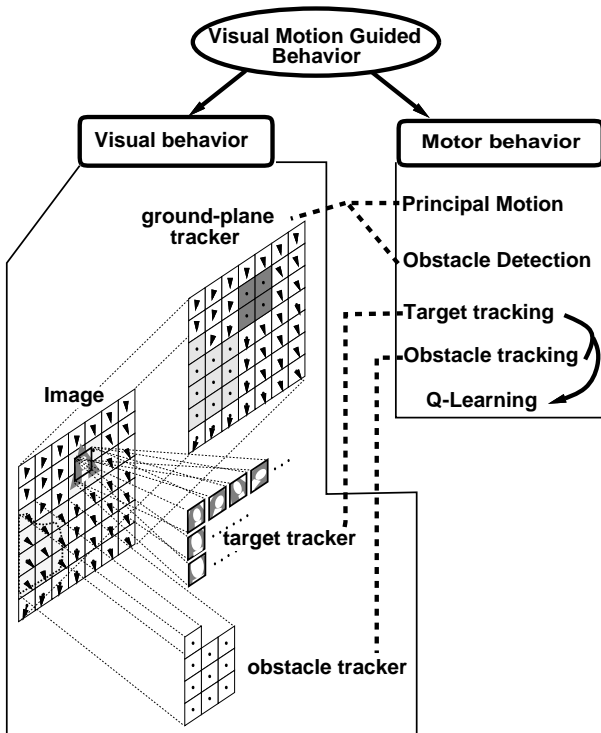 Visual Motion Guided
Behavior
Visual behavior
Motor behavior
ground-plane
tracker
Principal Motion
Obstacle Detection
Target tracking
Obstacle tracking
Q-Learning
Image
target tracker
obstacle tracker